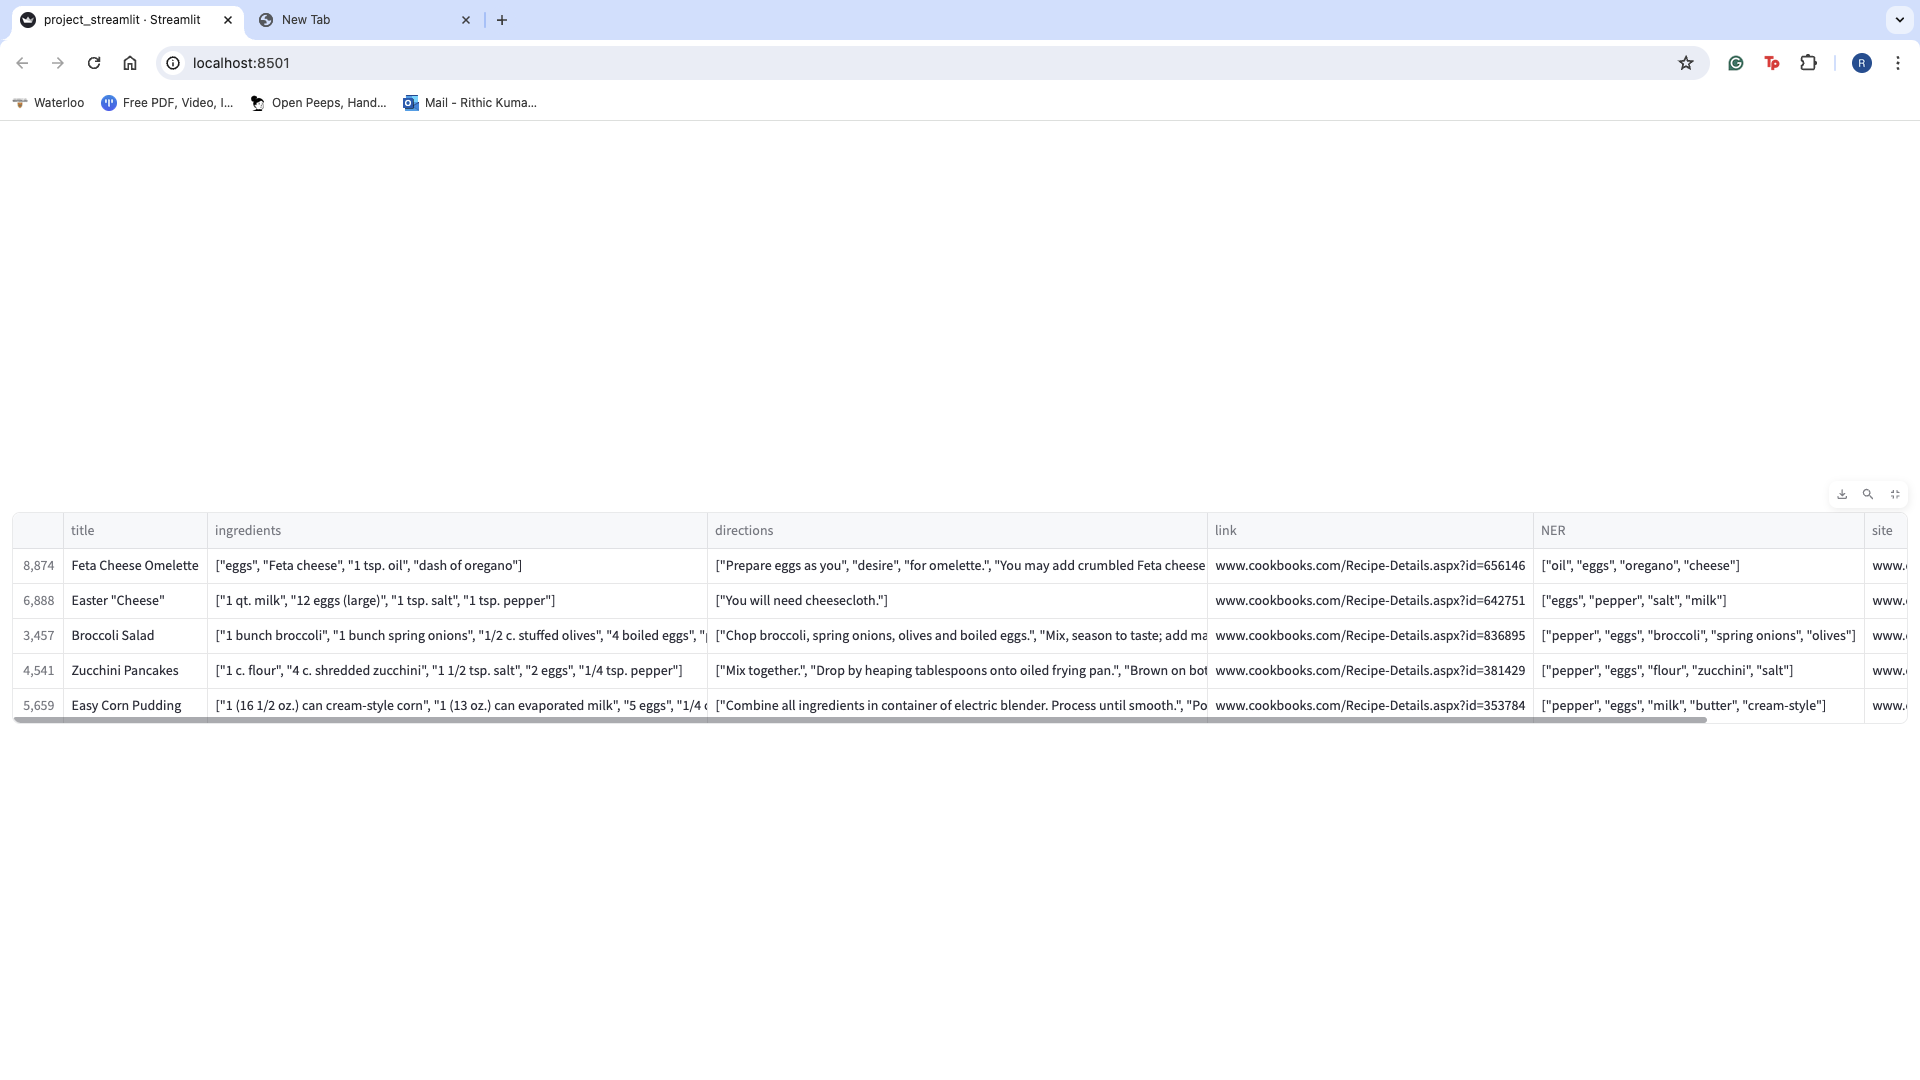 project_streamlit · Streamlit
New Tab
localhost:8501
R
Waterloo
Free PDF, Video, I...
Open Peeps, Hand...
Mail - Rithic Kuma...
title ingredients directions link NER site
8,874 Feta Cheese Omelette ["eggs", "Feta cheese", "1 tsp. oil", "dash of oregano"] ["Prepare eggs as you", "desire", "for omelette.", "You may add crumbled Feta cheese www.cookbooks.com/Recipe-Details.aspx?id=656146 ["oil", "eggs", "oregano", "cheese"] www.
6,888 Easter "Cheese" ["1 qt. milk", "12 eggs (large)", "1 tsp. salt", "1 tsp. pepper"] ["You will need cheesecloth."] www.cookbooks.com/Recipe-Details.aspx?id=642751 ["eggs", "pepper", "salt", "milk"] www.
3,457 Broccoli Salad ["1 bunch broccoli", "1 bunch spring onions", "1/2 c. stuffed olives", "4 boiled eggs", " ["Chop broccoli, spring onions, olives and boiled eggs.", "Mix, season to taste; add ma www.cookbooks.com/Recipe-Details.aspx?id=836895 ["pepper", "eggs", "broccoli", "spring onions", "olives"] www.
4,541 Zucchini Pancakes ["1 c. flour", "4 c. shredded zucchini", "1 1/2 tsp. salt", "2 eggs", "1/4 tsp. pepper"] ["Mix together.", "Drop by heaping tablespoons onto oiled frying pan.", "Brown on bot www.cookbooks.com/Recipe-Details.aspx?id=381429 ["pepper", "eggs", "flour", "zucchini", "salt"] www.
5,659 Easy Corn Pudding ["1 (16 1/2 oz.) can cream-style corn", "1 (13 oz.) can evaporated milk", "5 eggs", "1/4 c ["Combine all ingredients in container of electric blender. Process until smooth.", "Po www.cookbooks.com/Recipe-Details.aspx?id=353784 ["pepper", "eggs", "milk", "butter", "cream-style"] www.